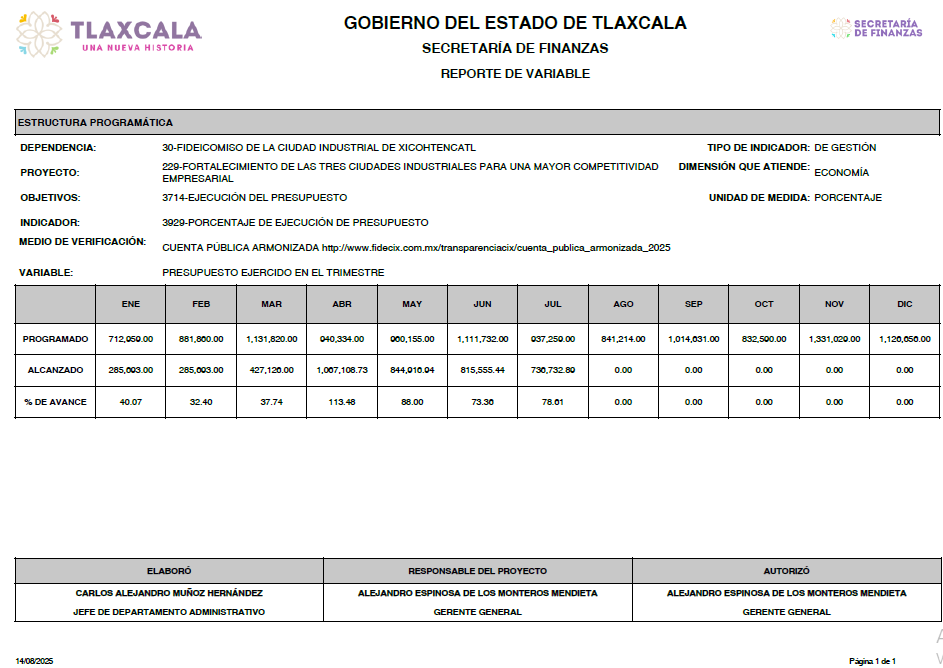 TLAXCALA
UNA NUEVA HISTORIA
GOBIERNO DEL ESTADO DE TLAXCALA
SECRETARÍA DE FINANZAS
REPORTE DE VARIABLE
SECRETARÍA
DE FINANZAS
ESTRUCTURA PROGRAMÁTICA
DEPENDENCIA: 30-FIDEICOMISO DE LA CIUDAD INDUSTRIAL DE XICOHTENCATL TIPO DE INDICADOR: DE GESTIÓN
PROYECTO: 229-FORTALECIMIENTO DE LAS TRES CIUDADES INDUSTRIALES PARA UNA MAYOR COMPETITIVIDAD
EMPRESARIAL
DIMENSIÓN QUE ATIENDE: ECONOMÍA
OBJETIVOS: 3714-EJECUCIÓN DEL PRESUPUESTO UNIDAD DE MEDIDA: PORCENTAJE
INDICADOR: 3929-PORCENTAJE DE EJECUCIÓN DE PRESUPUESTO
MEDIO DE VERIFICACIÓN: CUENTA PÚBLICA ARMONIZADA http://www.fidecix.com.mx/transparenciacix/cuenta_publica_armonizada_2025
VARIABLE: PRESUPUESTO EJERCIDO EN EL TRIMESTRE
ENE FEB MAR ABR MAY JUN JUL AGO SEP OCT NOV DIC
PROGRAMADO 712,959.00 881,860.00 1,131,820.00 940,334.00 960,155.00 1,111,732.00 937,259.00 841,214.00 1,014,631.00 832,590.00 1,331,029.00 1,126,656.00
ALCANZADO 285,693.00 285,693.00 427,126.00 1,067,108.73 844,916.94 815,555.44 736,732.89 0.00 0.00 0.00 0.00 0.00
% DE AVANCE 40.07 32.40 37.74 113.48 88.00 73.36 78.61 0.00 0.00 0.00 0.00 0.00
ELABORÓ RESPONSABLE DEL PROYECTO AUTORIZÓ
CARLOS ALEJANDRO MUÑOZ HERNÁNDEZ ALEJANDRO ESPINOSA DE LOS MONTEROS MENDIETA ALEJANDRO ESPINOSA DE LOS MONTEROS MENDIETA
JEFE DE DEPARTAMENTO ADMINISTRATIVO GERENTE GENERAL GERENTE GENERAL
14/08/2025 Página 1 de 1